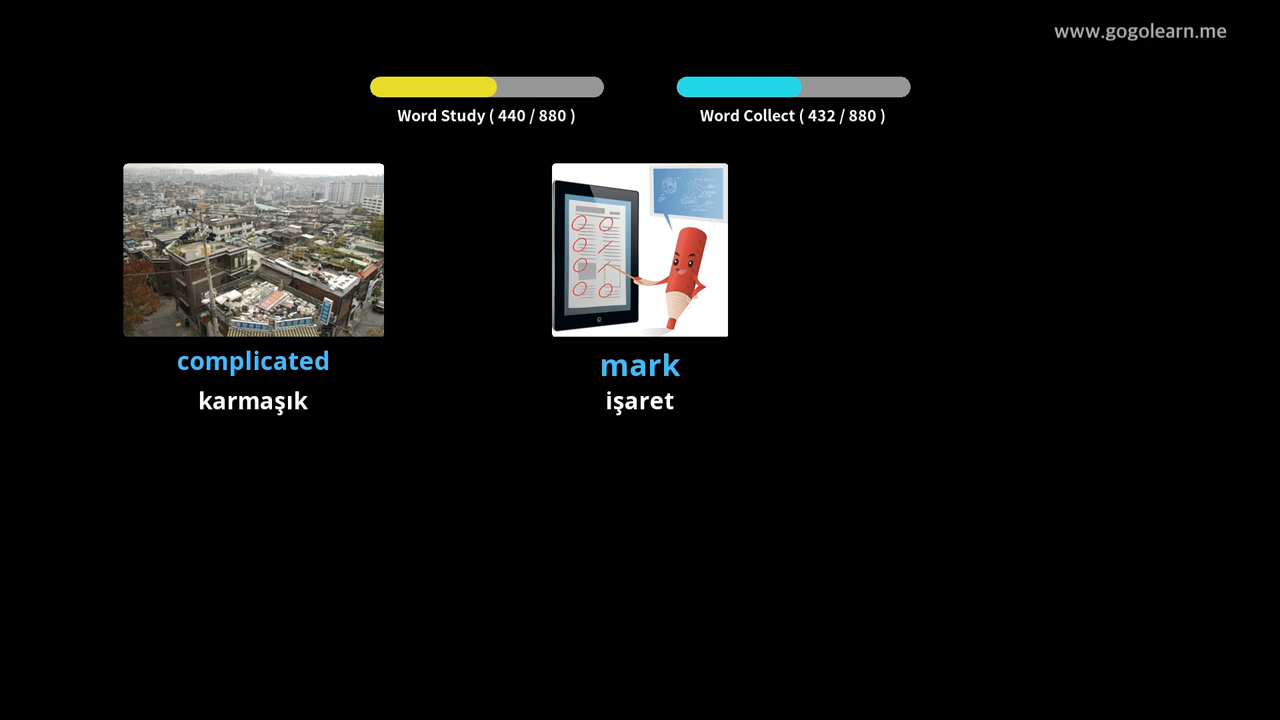 www.gogolearn.me
Word Study ( 440 / 880 )
Word Collect ( 432 / 880 )
complicated
karmaşık
mark
işaret